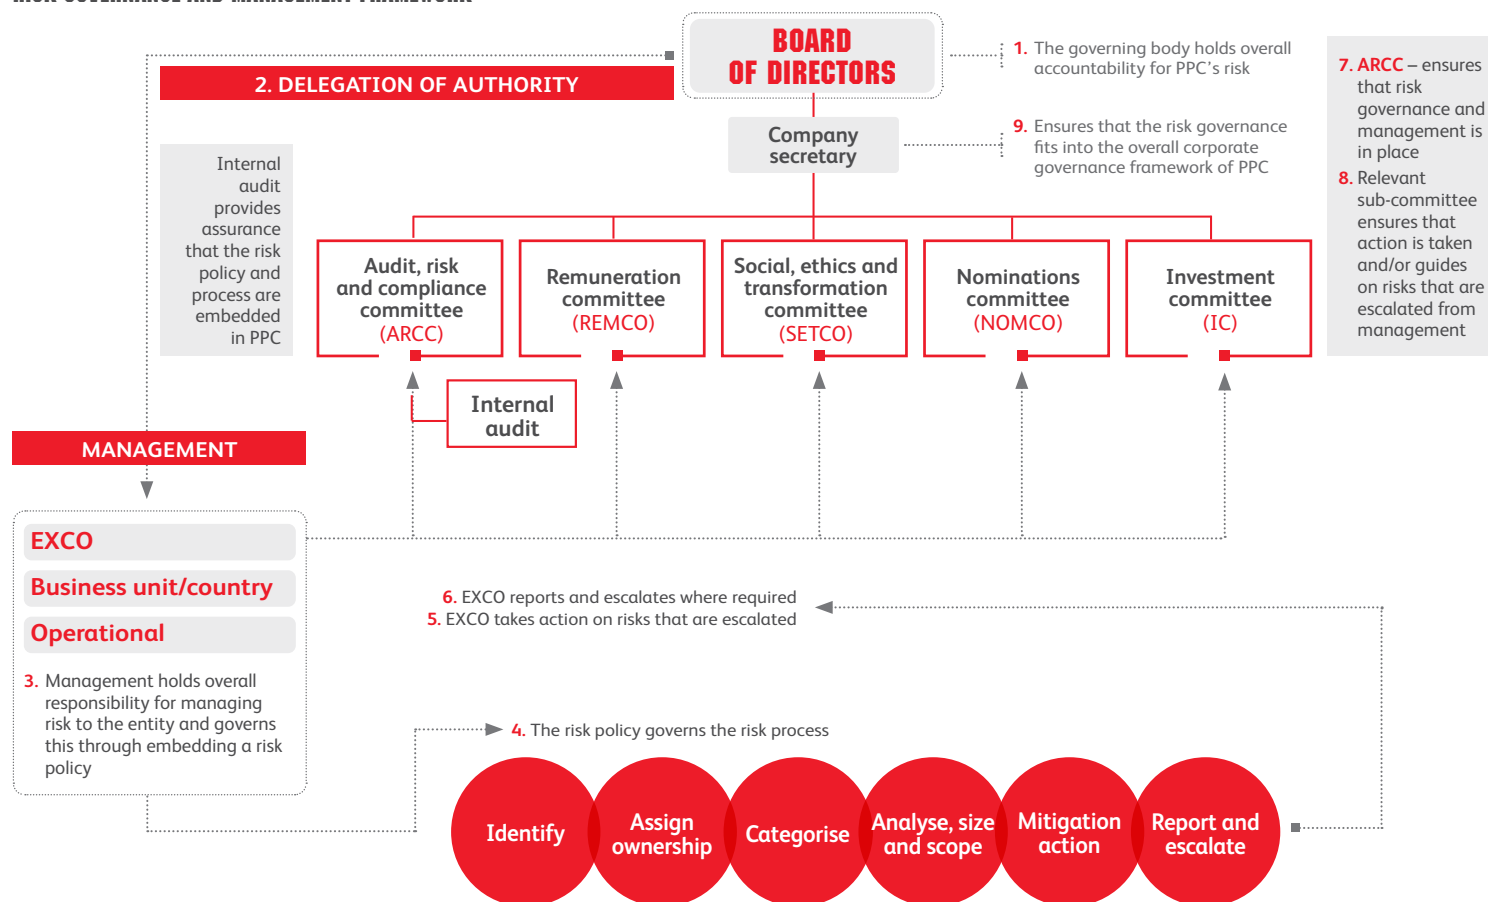 RISK GOVERNANCE AND MANAGEMENT FRAMEWORK
BOARD
OF DIRECTORS
1. The governing body holds overall
accountability for PPC's risk
2. DELEGATION OF AUTHORITY
Company
secretary
9. Ensures that the risk governance
fits into the overall corporate
governance framework of PPC
7. ARCC – ensures
that risk
governance and
management is
in place
8. Relevant
sub-committee
ensures that
action is taken
and/or guides
on risks that are
escalated from
management
Internal
audit
provides
assurance
that the risk
policy and
process are
embedded
in PPC
Audit, risk
and compliance
committee
(ARCC)
Remuneration
committee
(REMCO)
Social, ethics and
transformation
committee
(SETCO)
Nominations
committee
(NOMCO)
Investment
committee
(IC)
Internal
audit
MANAGEMENT
EXCO
Business unit/country
Operational
3. Management holds overall
responsibility for managing
risk to the entity and governs
this through embedding a risk
policy
6. EXCO reports and escalates where required
5. EXCO takes action on risks that are escalated
4. The risk policy governs the risk process
Identify
Assign
ownership
Categorise
Analyse, size
and scope
Mitigation
action
Report and
escalate